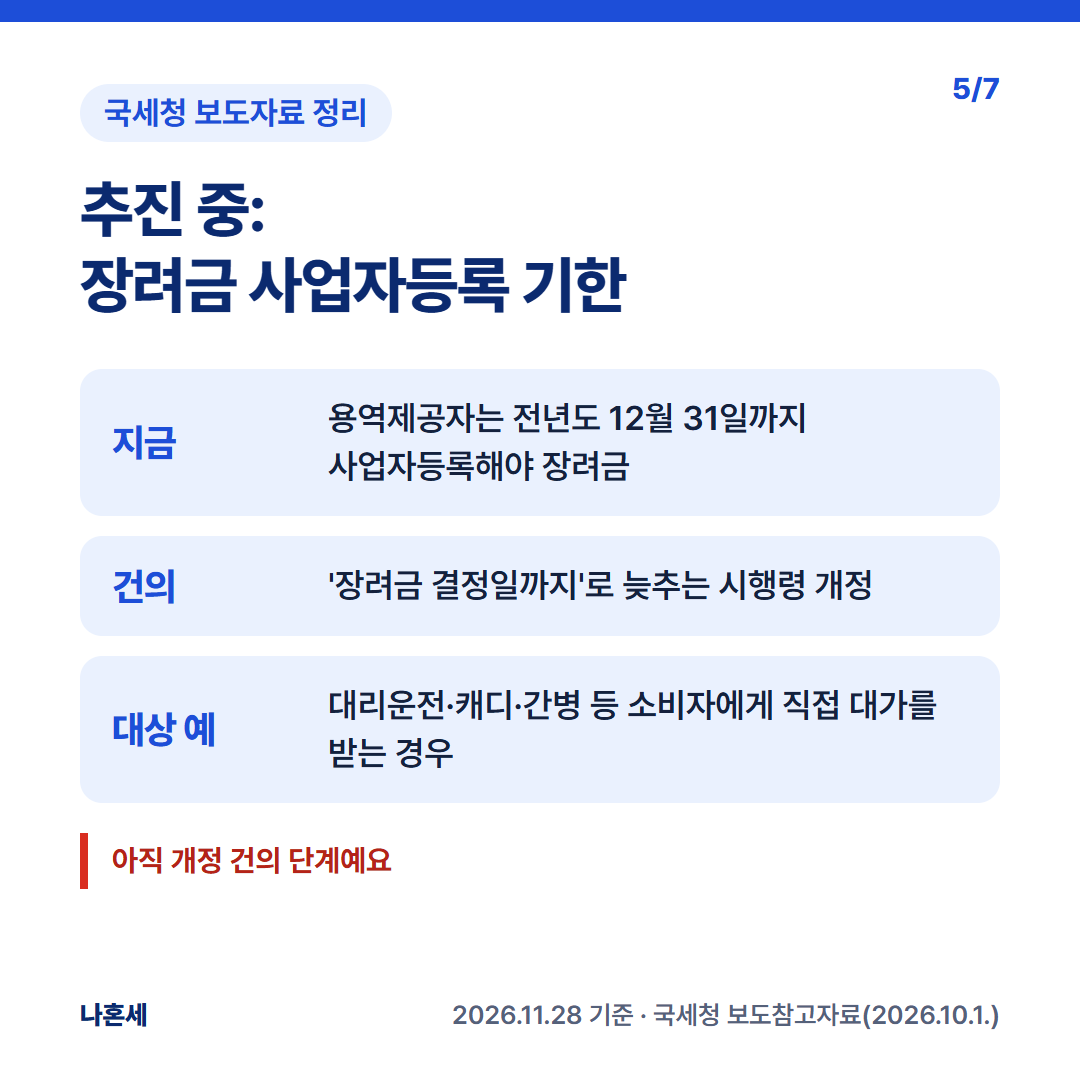 국세청 보도자료 정리
5/7
추진 중:
장려금 사업자등록 기한
지금
용역제공자는 전년도 12월 31일까지
사업자등록해야 장려금
건의
'장려금 결정일까지'로 늦추는 시행령 개정
대상 예
대리운전·캐디·간병 등 소비자에게 직접 대가를
받는 경우
아직 개정 건의 단계예요
나혼세
2026.11.28 기준 · 국세청 보도참고자료(2026.10.1.)